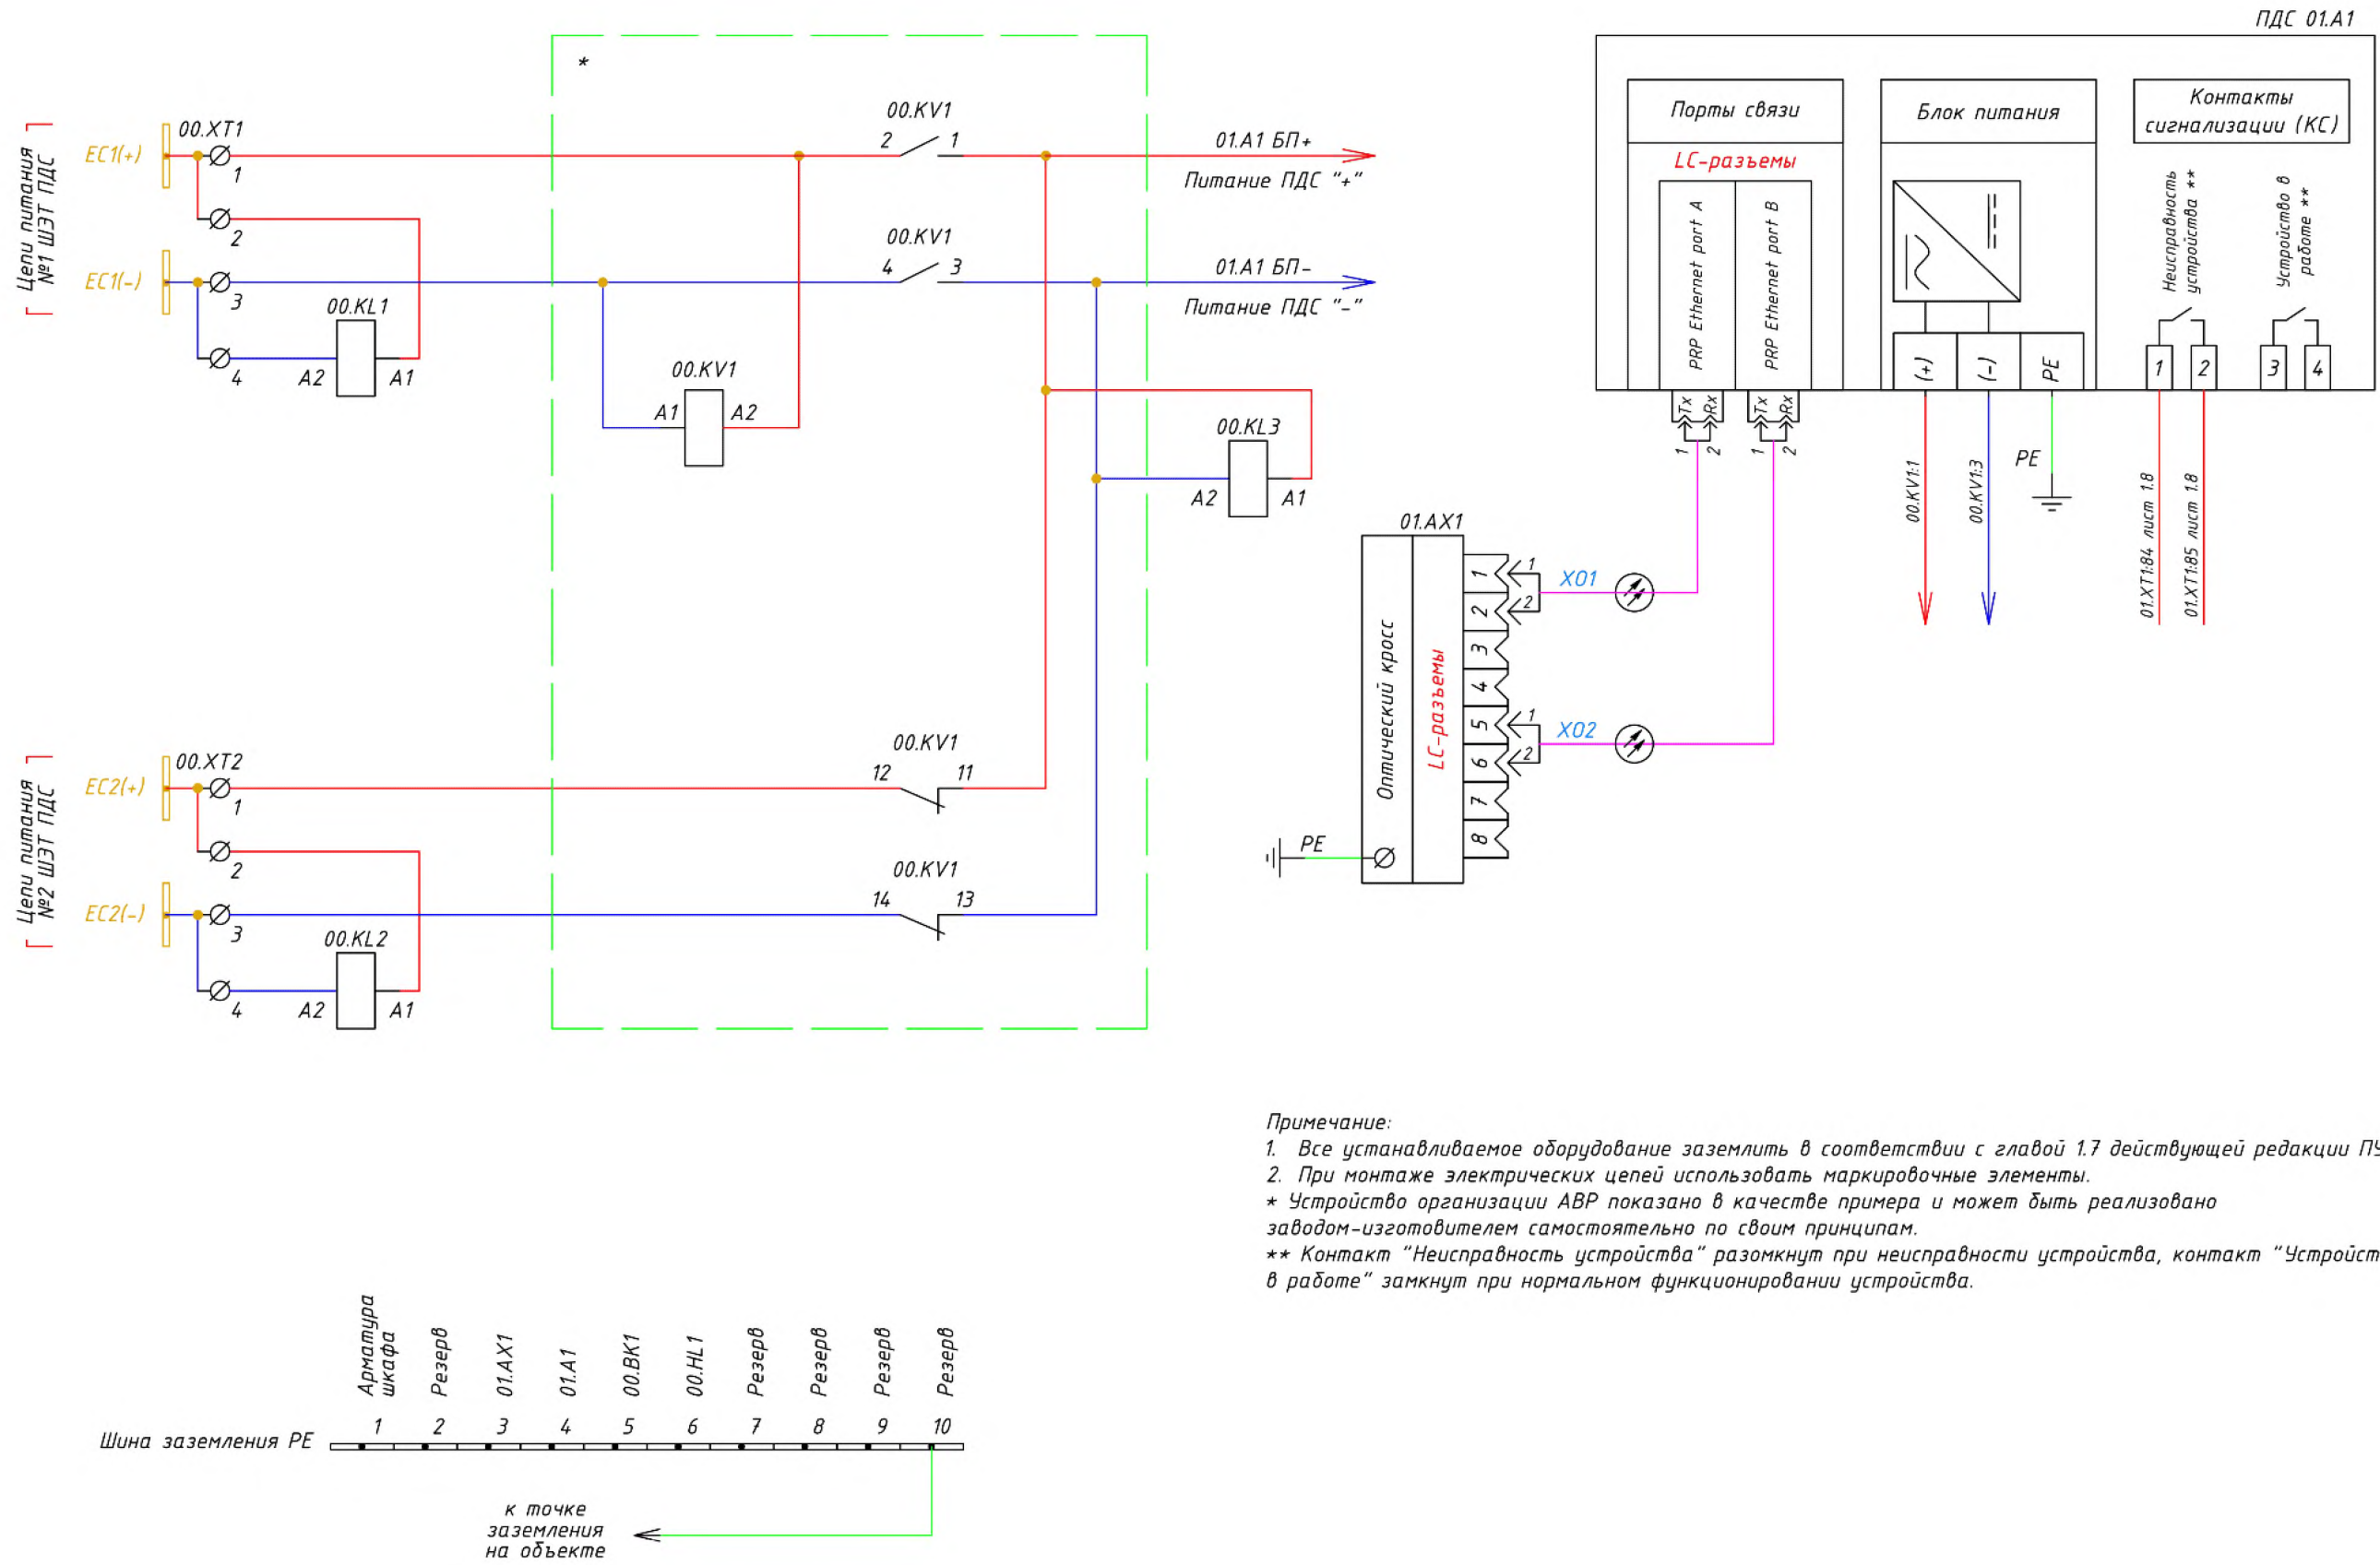 ПДС 01.А1
*
Цепи питания
№1 ШЭТ ПДС
EC1(+)
00.XT1
1
2
EC1(-)
3
4
00.KL1
A2
A1
00.KV1
2
1
00.KV1
4
3
00.KV1
A1
A2
01.А1 БП+
Питание ПДС "+"
01.А1 БП-
Питание ПДС "-"
00.KL3
A2
A1
Порты связи
LC-разъемы
PRP Ethernet port A
PRP Ethernet port B
Tx
Rx
Tx
Rx
1
2
1
2
Блок питания
(+)
(-)
PE
00.KV1:1
00.KV1:3
PE
Контакты
сигнализации (КС)
Неисправность
устройства **
Устройство в
работе **
1
2
3
4
01.XT1:84 лист 1.8
01.XT1:85 лист 1.8
01.AX1
Оптический кросс
LC-разъемы
1
2
3
4
5
6
7
8
1
2
XO1
1
2
XO2
PE
Цепи питания
№2 ШЭТ ПДС
EC2(+)
00.XT2
1
2
EC2(-)
3
4
00.KL2
A2
A1
00.KV1
12
11
00.KV1
14
13
Примечание:
1. Все устанавливаемое оборудование заземлить в соответствии с главой 1.7 действующей редакции ПУ
2. При монтаже электрических цепей использовать маркировочные элементы.
* Устройство организации АВР показано в качестве примера и может быть реализовано
заводом-изготовителем самостоятельно по своим принципам.
** Контакт "Неисправность устройства" разомкнут при неисправности устройства, контакт "Устройст
в работе" замкнут при нормальном функционировании устройства.
Арматура
шкафа
Резерв
01.AX1
01.A1
00.BK1
00.HL1
Резерв
Резерв
Резерв
Резерв
1
2
3
4
5
6
7
8
9
10
Шина заземления PE
к точке
заземления
на объекте